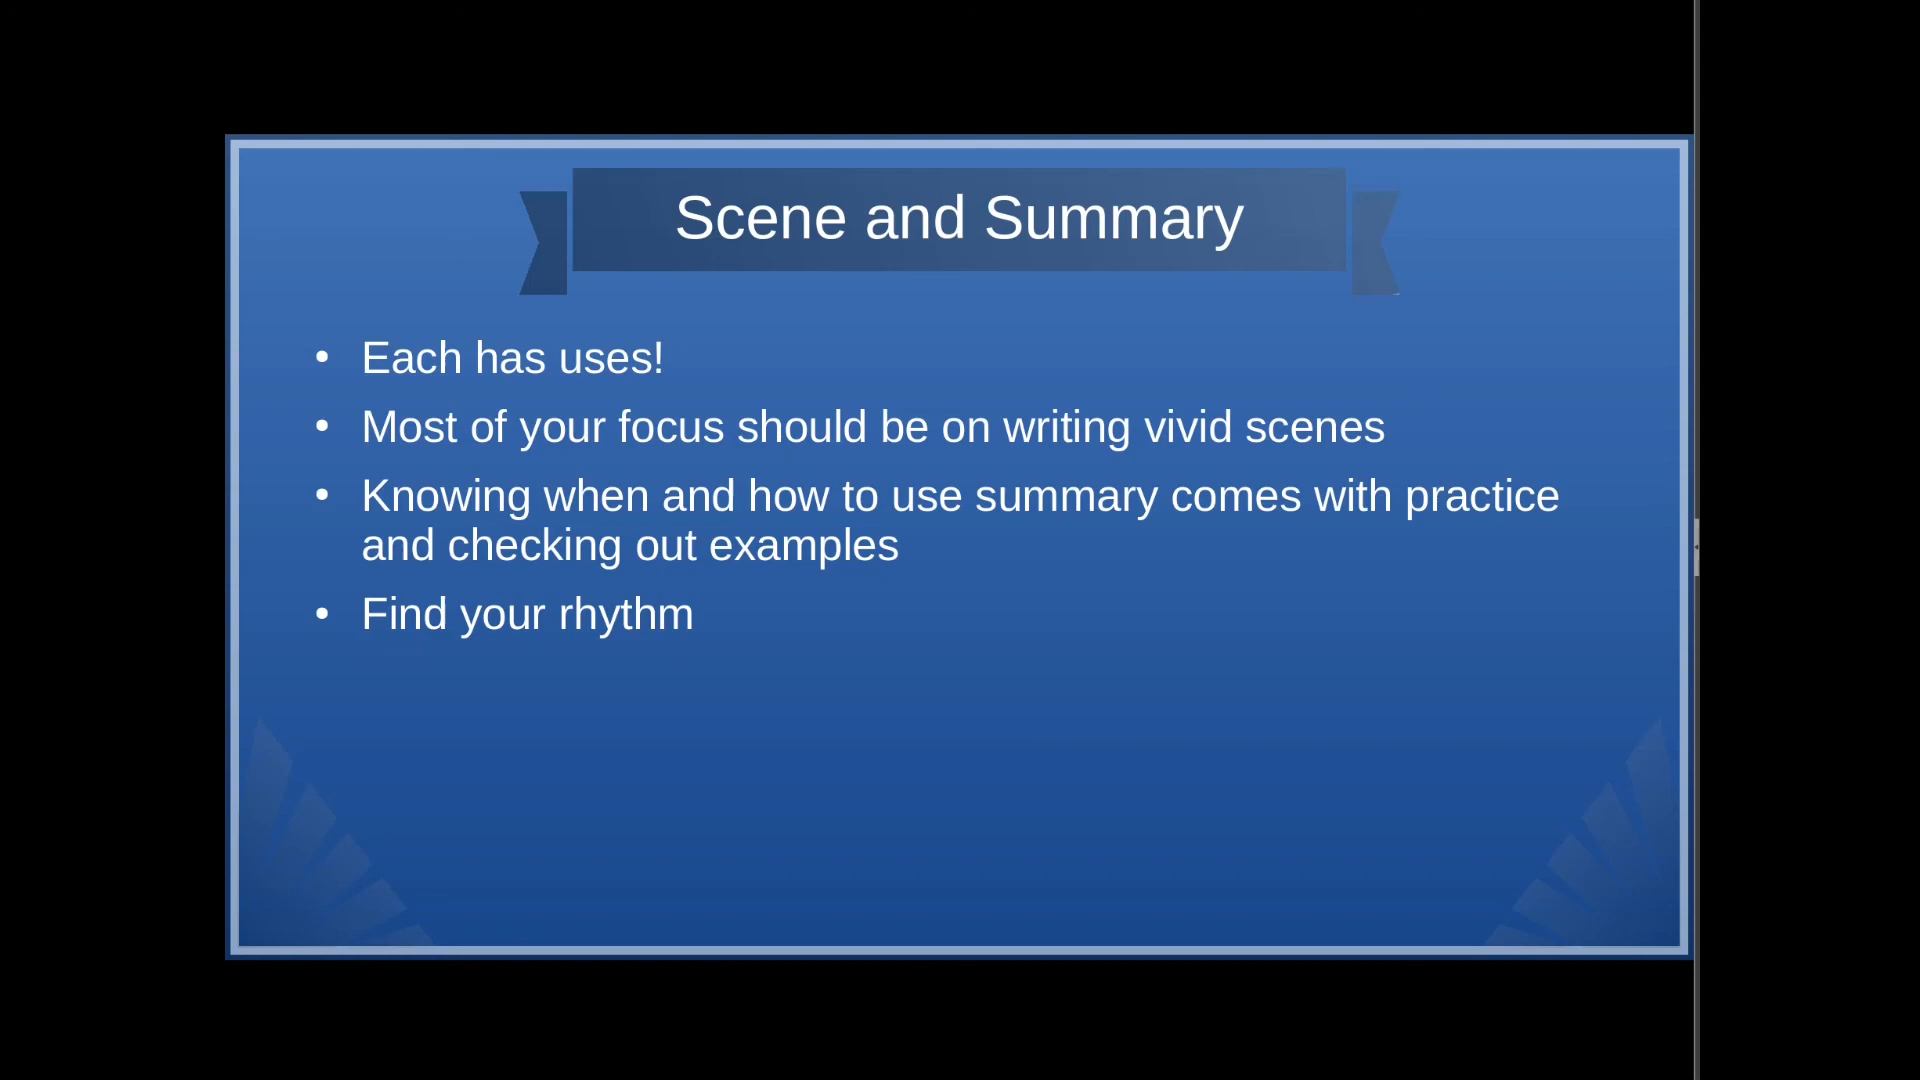 Scene and Summary
• Each has uses!
• Most of your focus should be on writing vivid scenes
• Knowing when and how to use summary comes with practice
and checking out examples
• Find your rhythm